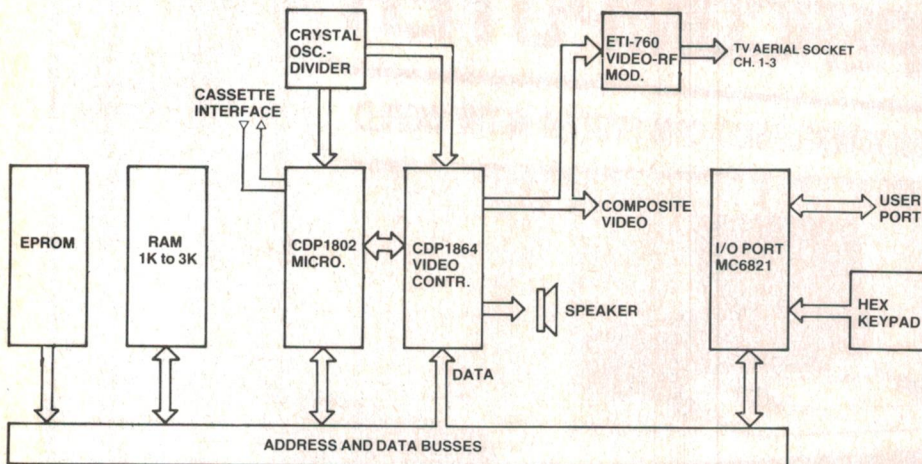 CRYSTAL
OSC.-
DIVIDER
ETI-760
VIDEO-RF
MOD.
TV AERIAL SOCKET
CH. 1-3
CASSETTE
INTERFACE
EPROM
RAM
1K to 3K
CDP1802
MICRO.
CDP1864
VIDEO
CONTR.
COMPOSITE
VIDEO
SPEAKER
I/O PORT
MC6821
USER
PORT
HEX
KEYPAD
DATA
ADDRESS AND DATA BUSSES